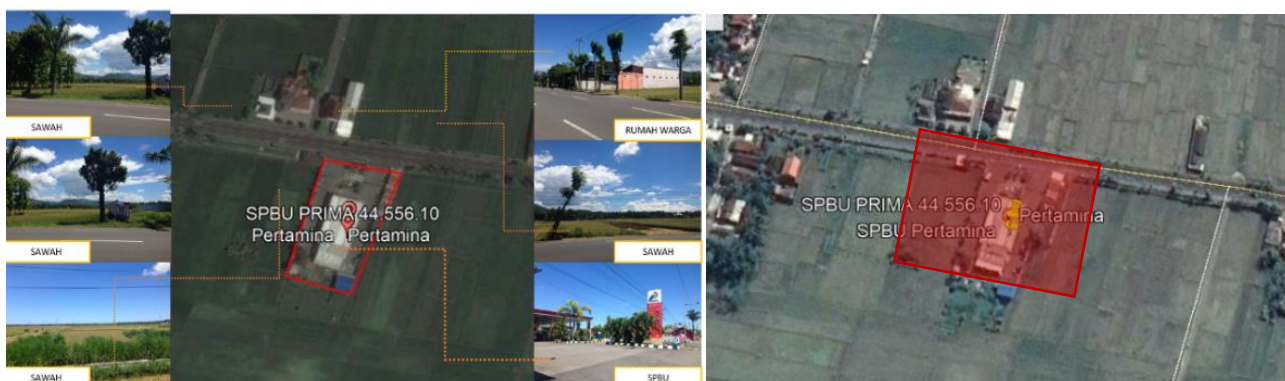 SAWAH
RUMAH WARGA
SPBU PRIMA 44.556.10
Pertamina Pertamina
SAWAH
SAWAH
SAWAH
SPBU
SPBU PRIMA 44.556.10
Pertamina
SPBU Pertamina